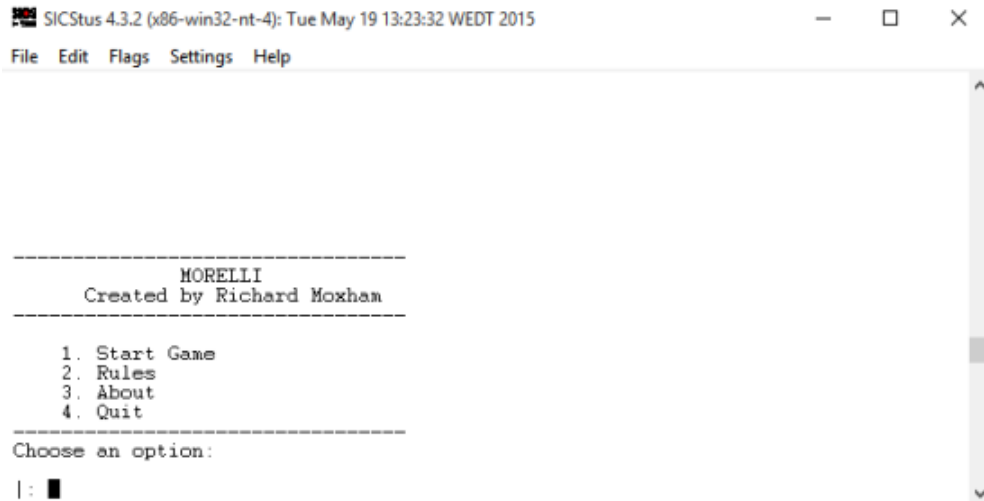 SICStus 4.3.2 (x86-win32-nt-4): Tue May 19 13:23:32 WEDT 2015
File Edit Flags Settings Help
---------------------------------
MORELLI
Created by Richard Moxham
---------------------------------
1. Start Game
2. Rules
3. About
4. Quit
---------------------------------
Choose an option:
|: